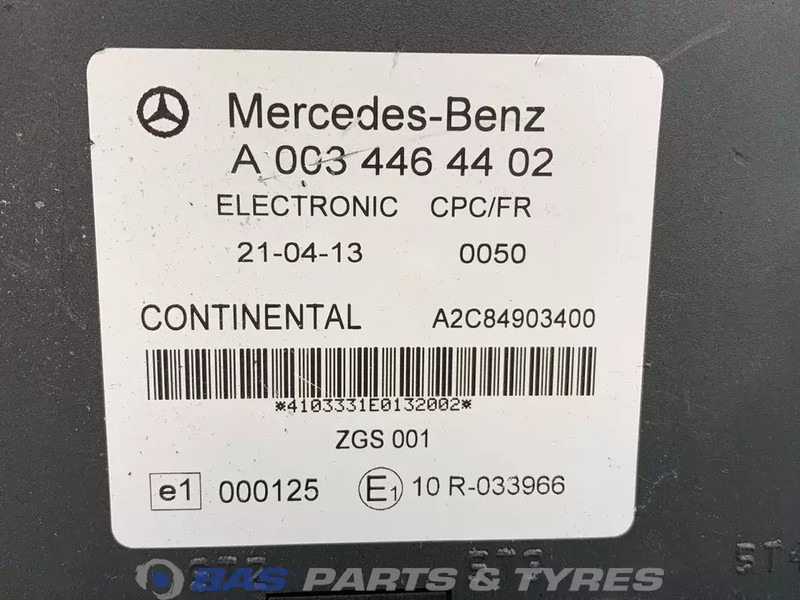 Mercedes-Benz
A 003 446 44 02
ELECTRONIC CPC/FR
21-04-13 0050
CONTINENTAL A2C84903400
*4103331E0132002*
ZGS 001
e1 000125 E1 10 R-033966
BAS PARTS & TYRES